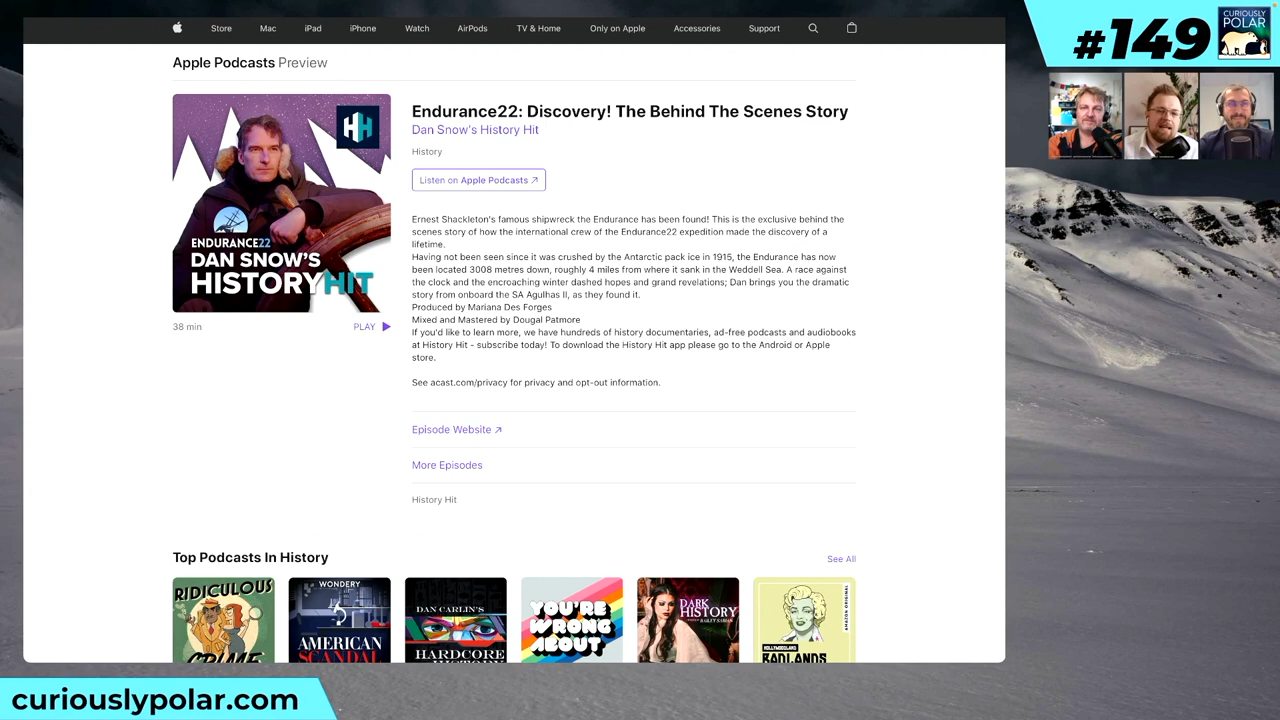 Store Mac iPad iPhone Watch AirPods TV & Home Only on Apple Accessories Support
#149
CURIOUSLY
POLAR
Apple Podcasts Preview
HH
ENDURANCE22
DAN SNOW'S
HISTORYHIT
38 min
PLAY
Endurance22: Discovery! The Behind The Scenes Story
Dan Snow's History Hit
History
Listen on Apple Podcasts ↗
Ernest Shackleton's famous shipwreck the Endurance has been found! This is the exclusive behind the
scenes story of how the international crew of the Endurance22 expedition made the discovery of a
lifetime.
Having not been seen since it was crushed by the Antarctic pack ice in 1915, the Endurance has now
been located 3008 metres down, roughly 4 miles from where it sank in the Weddell Sea. A race against
the clock and the encroaching winter dashed hopes and grand revelations; Dan brings you the dramatic
story from onboard the SA Agulhas II, as they found it.
Produced by Mariana Des Forges
Mixed and Mastered by Dougal Patmore
If you'd like to learn more, we have hundreds of history documentaries, ad-free podcasts and audiobooks
at History Hit - subscribe today! To download the History Hit app please go to the Android or Apple
store.
See acast.com/privacy for privacy and opt-out information.
Episode Website ↗
More Episodes
History Hit
Top Podcasts In History
See All
RIDICULOUS
CRIME
WONDERY
AMERICAN
SCANDAL
DAN CARLIN'S
HARDCORE
HISTORY
YOU'RE
WRONG
ABOUT
DARK
HISTORY
BAILEY SARIAN
AMAZON ORIGINAL
HOLLYWOODLAND
BADLANDS
curiouslypolar.com